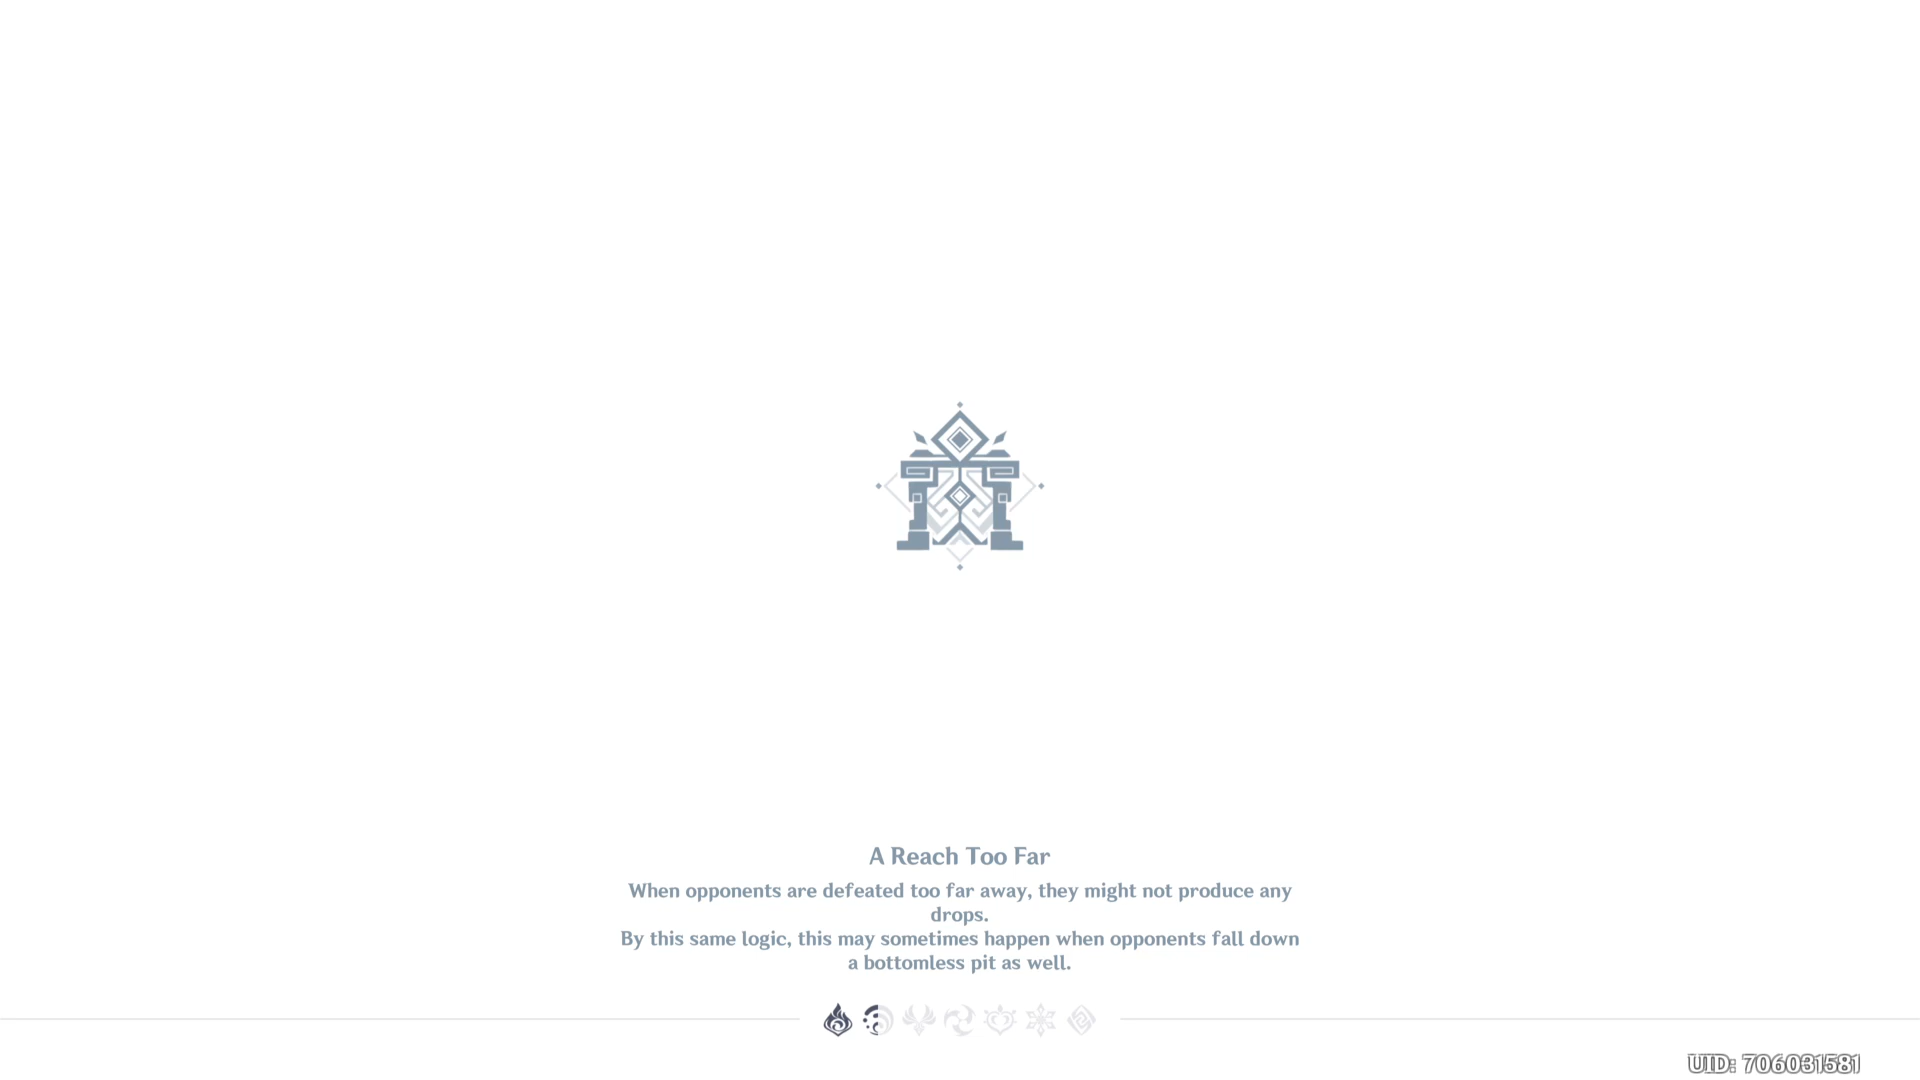 A Reach Too Far
When opponents are defeated too far away, they might not produce any
drops.
By this same logic, this may sometimes happen when opponents fall down
a bottomless pit as well.
UID: 706031581